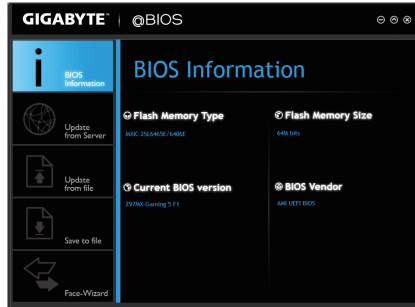 GIGABYTE™ @BIOS
BIOS Information
BIOS
Information
Update
from Server
Update
from file
Save to file
Face-Wizard
Flash Memory Type
MXIC 25L6465E/6406E
Flash Memory Size
64M bits
Current BIOS version
Z97MX-Gaming 5 F1
BIOS Vendor
AMI UEFI BIOS